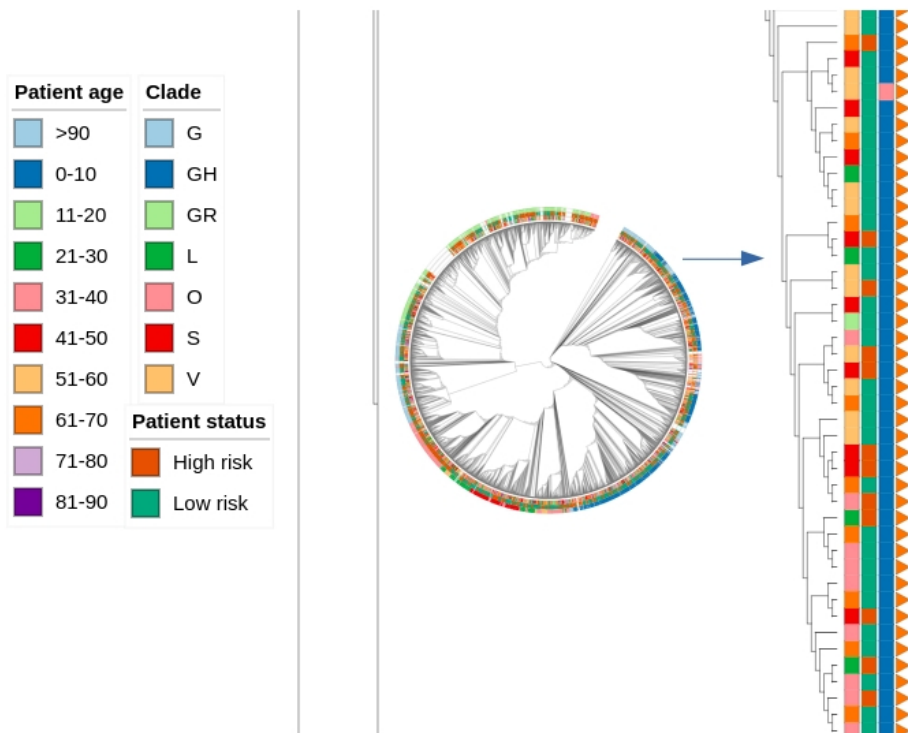 Patient age
>90
0-10
11-20
21-30
31-40
41-50
51-60
61-70
71-80
81-90
Clade
G
GH
GR
L
O
S
V
Patient status
High risk
Low risk